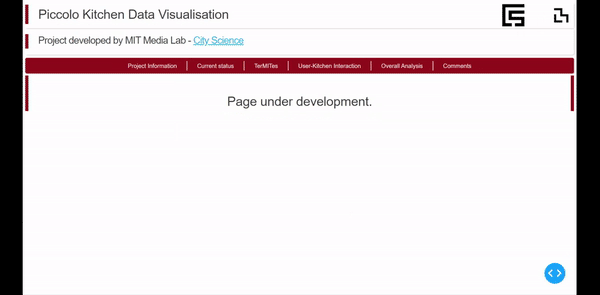 Piccolo Kitchen Data Visualisation
Project developed by MIT Media Lab - City Science
Project Information
Current status
TerMITes
User-Kitchen Interaction
Overall Analysis
Comments
Page under development.